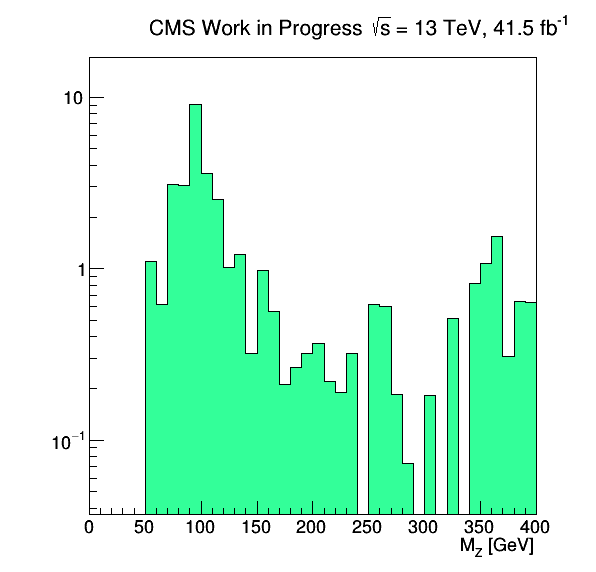 CMS Work in Progress √s = 13 TeV, 41.5 fb⁻¹
10
1
10⁻¹
0 50 100 150 200 250 300 350 400
M_Z [GeV]